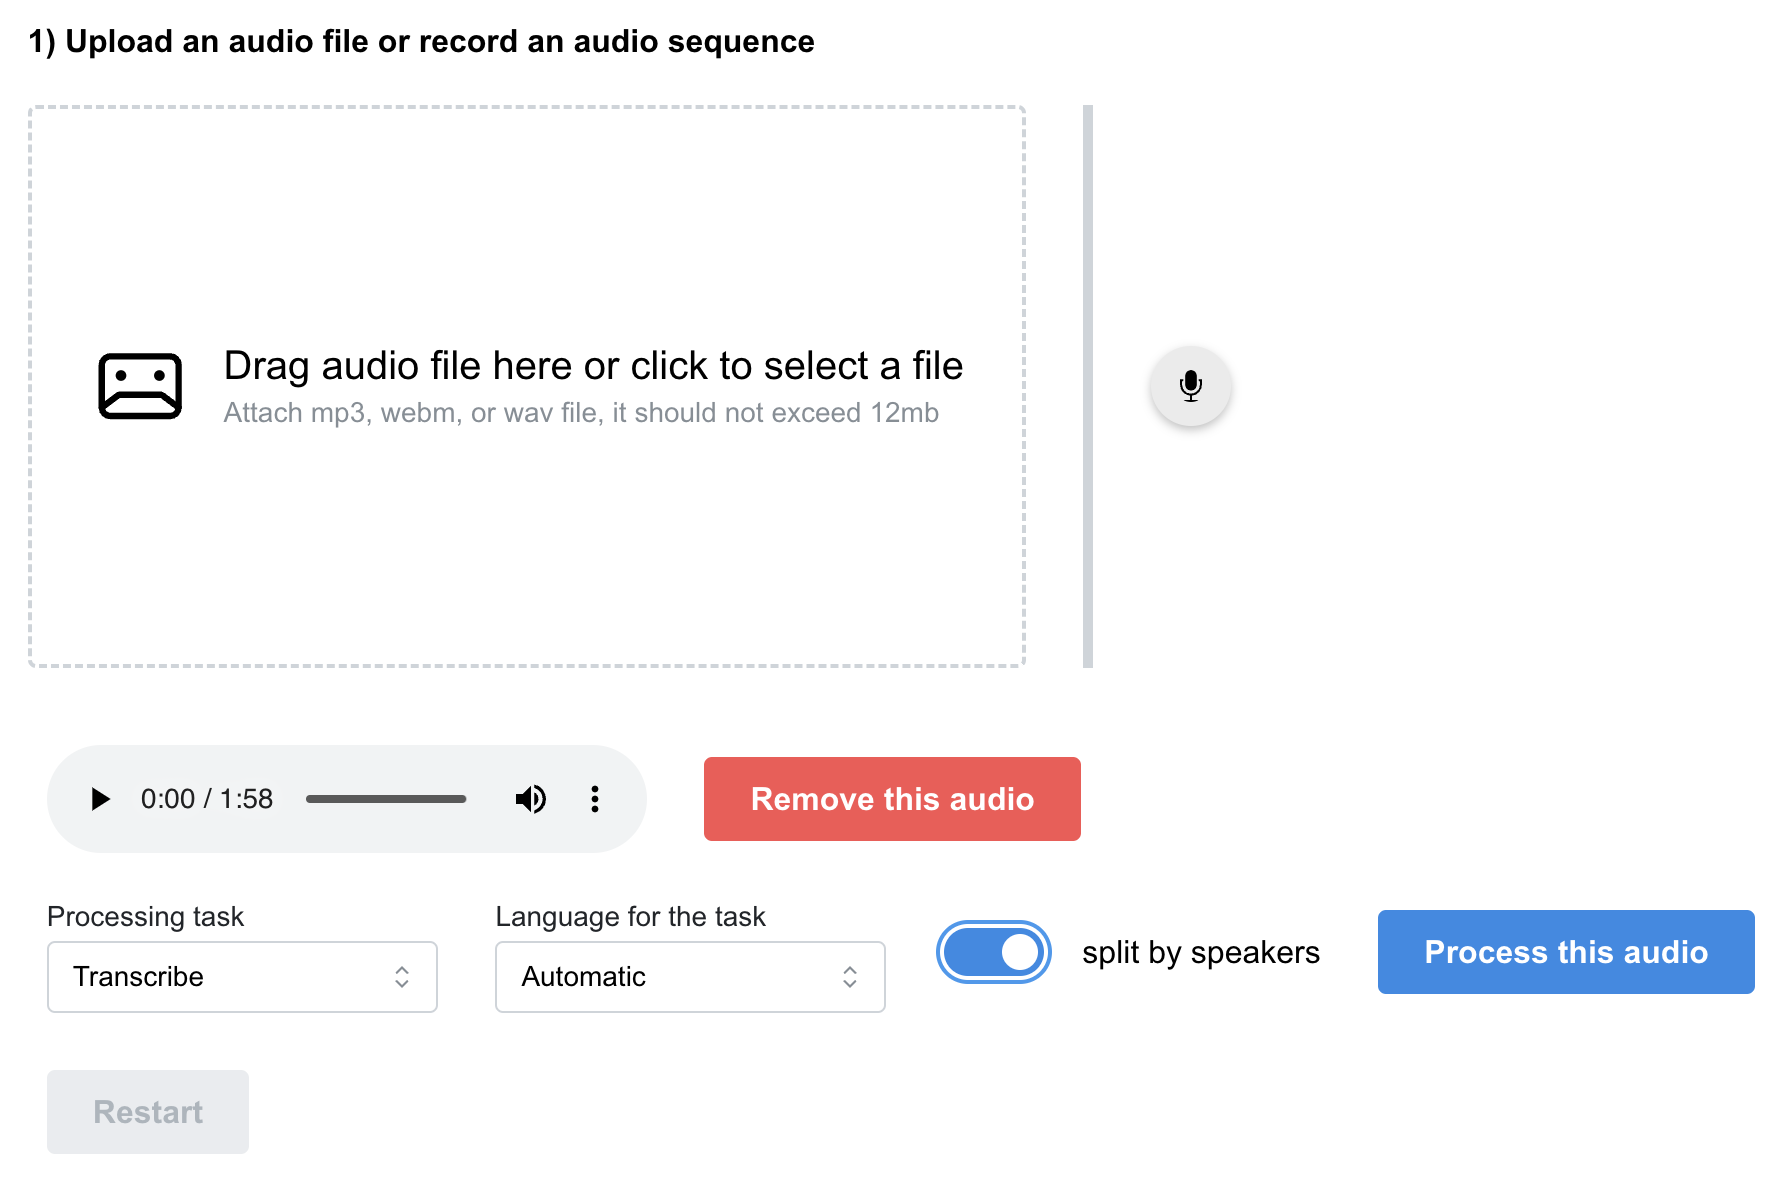 1) Upload an audio file or record an audio sequence
Drag audio file here or click to select a file
Attach mp3, webm, or wav file, it should not exceed 12mb
0:00 / 1:58
Remove this audio
Processing task
Language for the task
Transcribe
Automatic
split by speakers
Process this audio
Restart